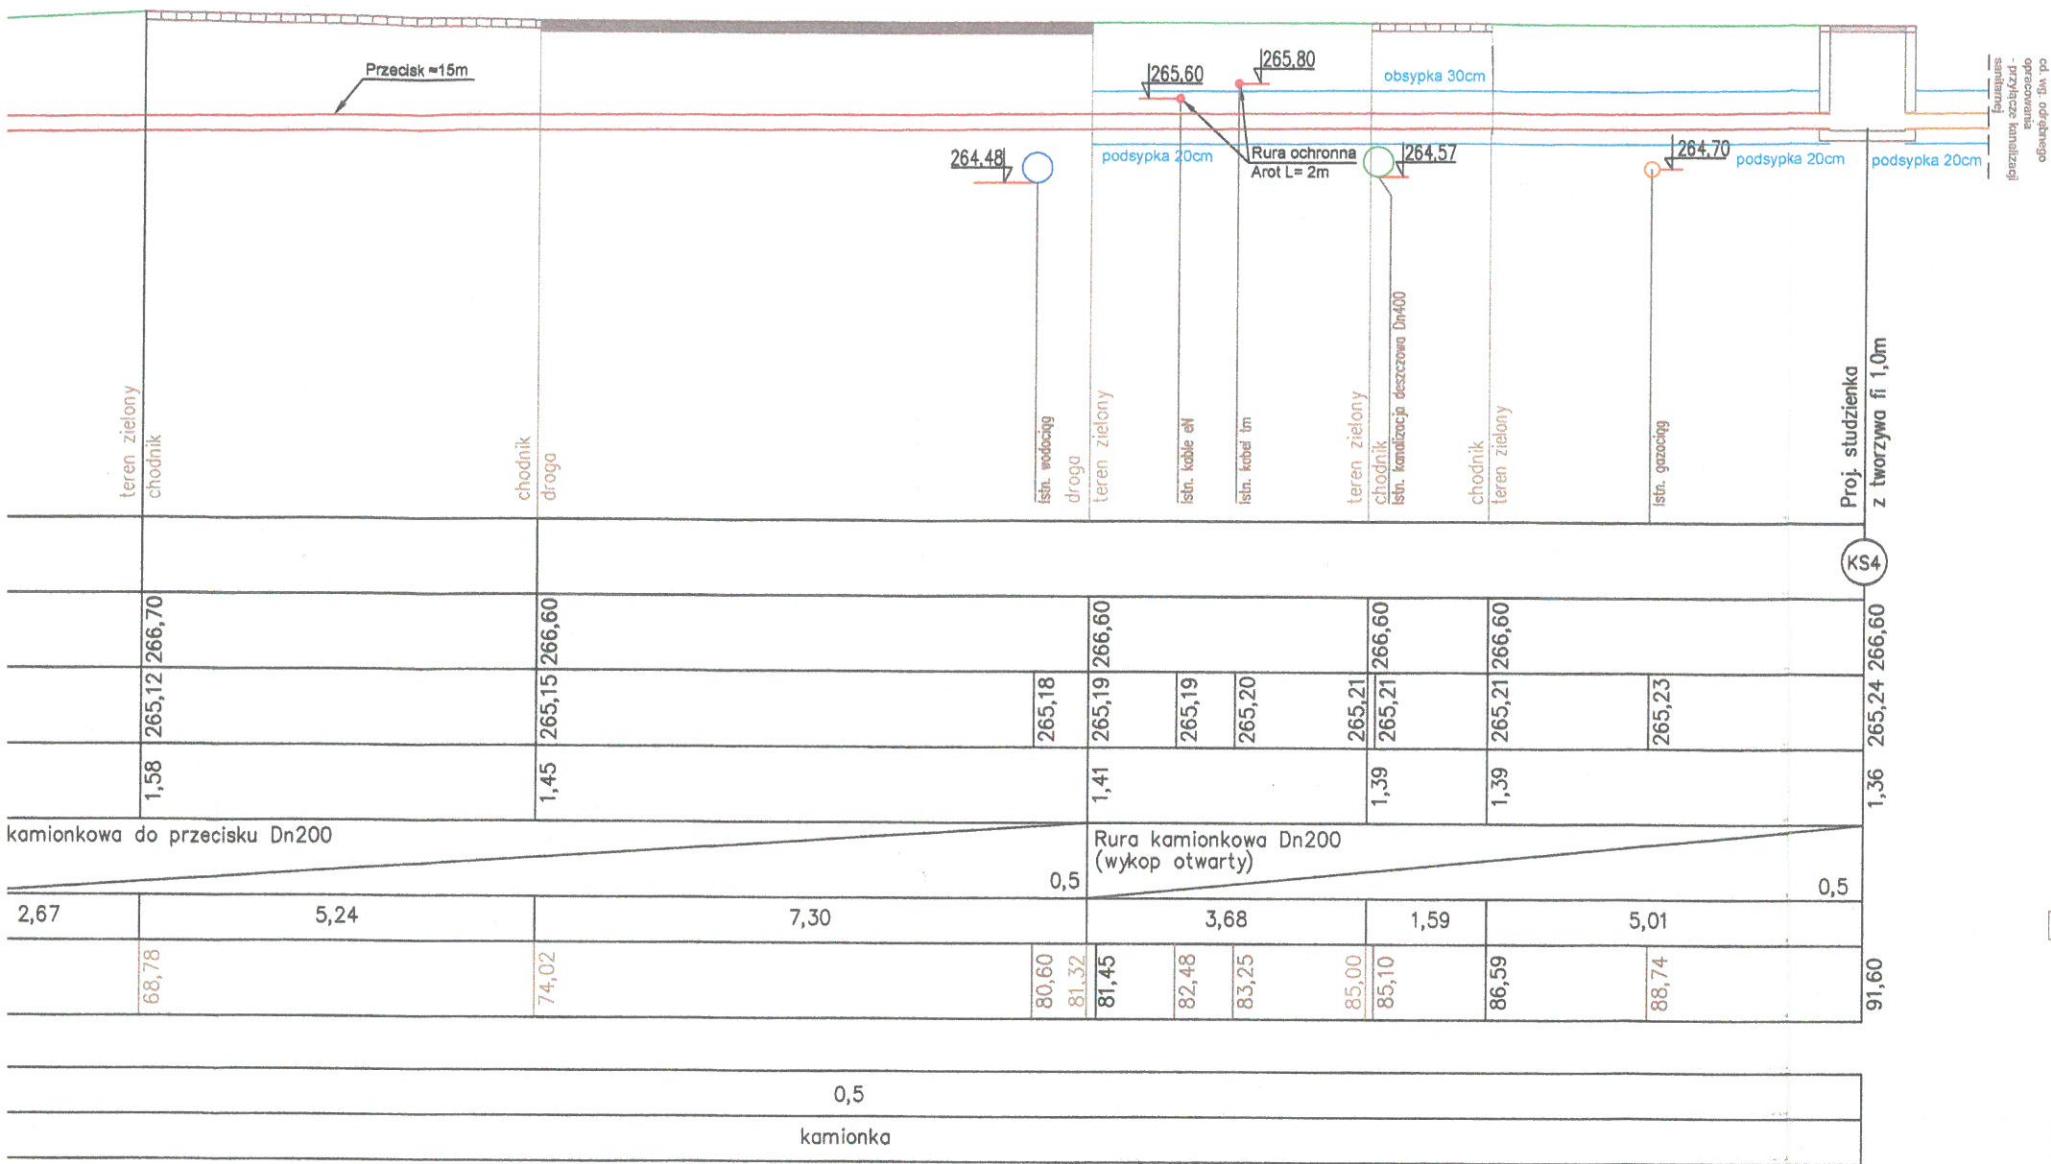 Przecisk ≈15m
265,60
265,80
obsypka 30cm
cd. wg. odrębnego
opracowania
- przyłącze kanalizacji
sanitarnej
264,48
podsypka 20cm
Rura ochronna
Arot L= 2m
264,57
264,70
podsypka 20cm
podsypka 20cm
teren zielony
chodnik
chodnik
droga
istn. wodociąg
droga
teren zielony
istn. kable eN
istn. kabel tm
teren zielony
chodnik
istn. kanalizacja deszczowa Dn400
chodnik
teren zielony
istn. gazociąg
Proj. studzienka
z tworzywa fi 1,0m
KS4
266,70
266,60
266,60
266,60
266,60
266,60
265,12
265,15
265,18
265,19
265,19
265,20
265,21
265,21
265,21
265,23
265,24
1,58
1,45
1,41
1,39
1,39
1,36
kamionkowa do przecisku Dn200
0,5
Rura kamionkowa Dn200
(wykop otwarty)
0,5
2,67
5,24
7,30
3,68
1,59
5,01
68,78
74,02
80,60
81,32
81,45
82,48
83,25
85,00
85,10
86,59
88,74
91,60
0,5
kamionka